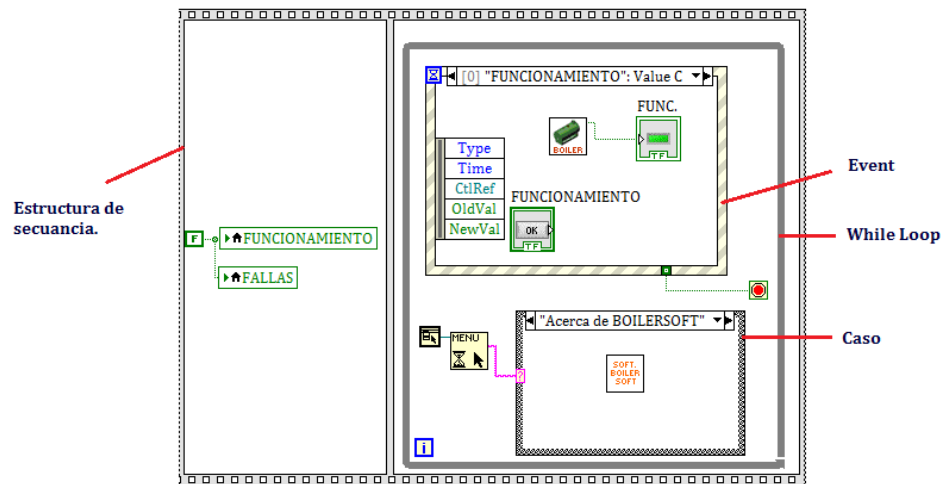 [0] "FUNCIONAMIENTO": Value C
FUNC.
BOILER
TF
Type
Time
CtlRef
OldVal
NewVal
FUNCIONAMIENTO
OK
TF
Event
While Loop
Estructura de
secuancia.
F
FUNCIONAMIENTO
FALLAS
"Acerca de BOILERSOFT"
MENU
?
SOFT.
BOILER
SOFT
Caso
i